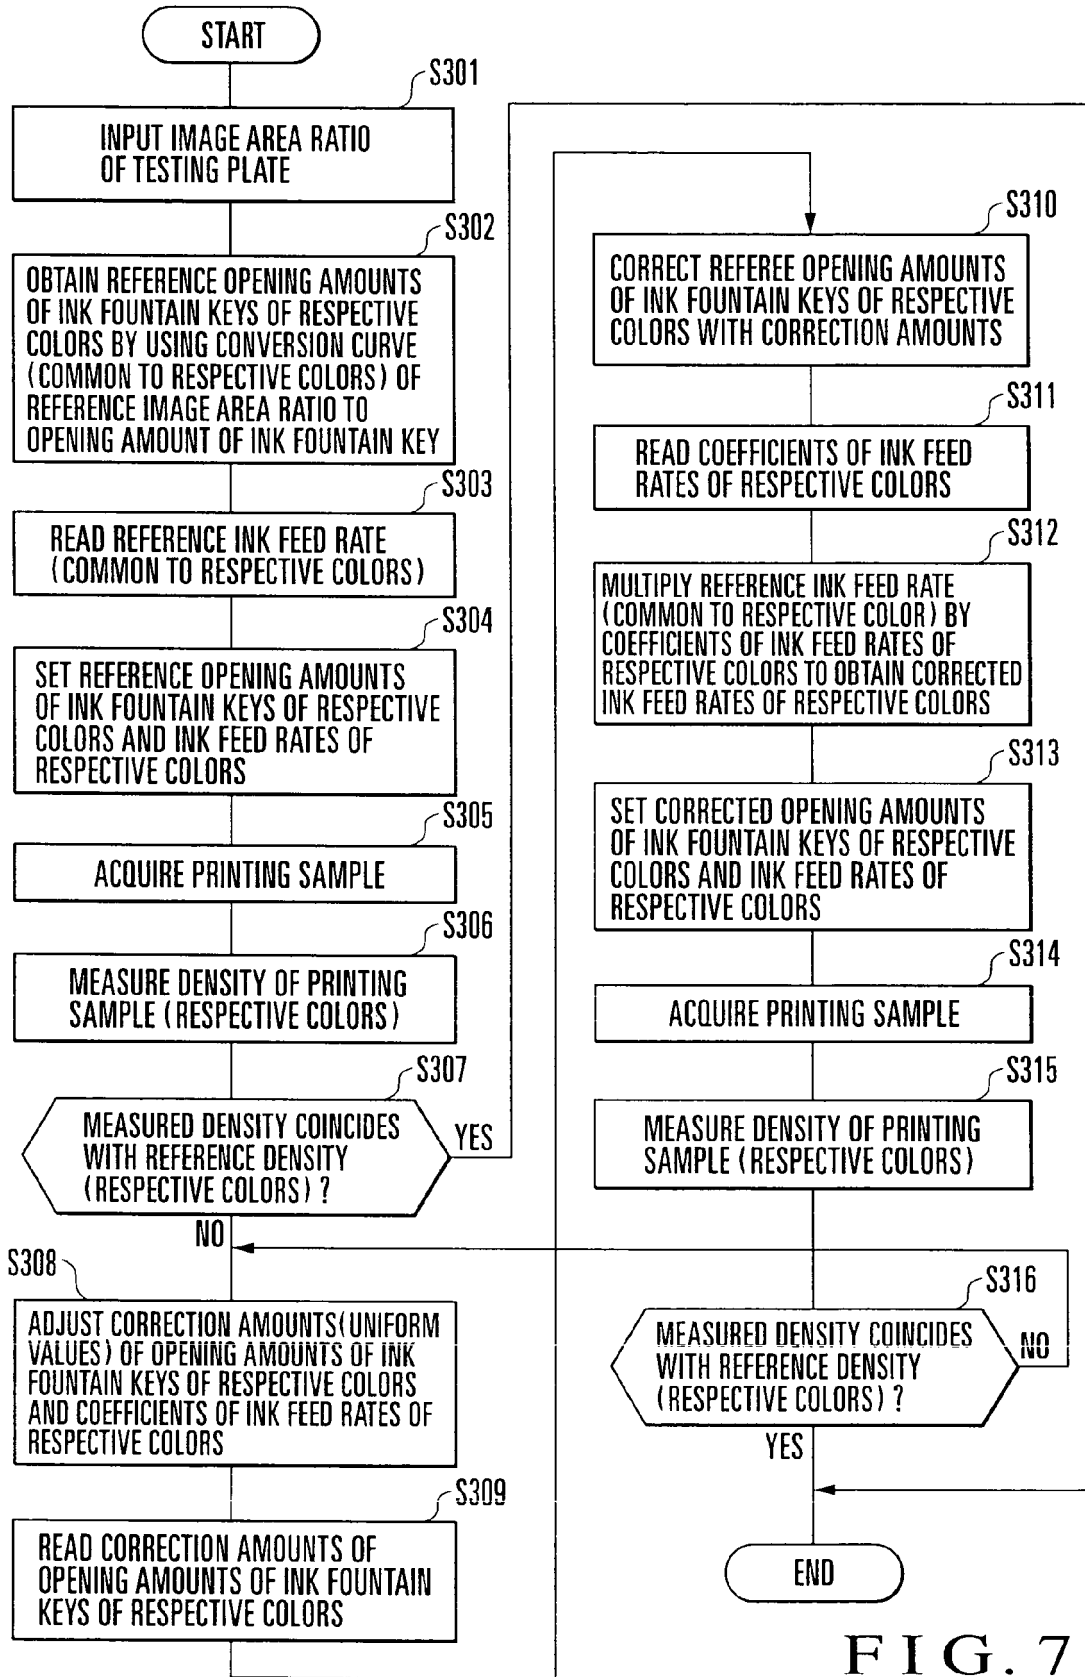 START
S301
INPUT IMAGE AREA RATIO
OF TESTING PLATE
S302
OBTAIN REFERENCE OPENING AMOUNTS
OF INK FOUNTAIN KEYS OF RESPECTIVE
COLORS BY USING CONVERSION CURVE
(COMMON TO RESPECTIVE COLORS) OF
REFERENCE IMAGE AREA RATIO TO
OPENING AMOUNT OF INK FOUNTAIN KEY
S303
READ REFERENCE INK FEED RATE
(COMMON TO RESPECTIVE COLORS)
S304
SET REFERENCE OPENING AMOUNTS
OF INK FOUNTAIN KEYS OF RESPECTIVE
COLORS AND INK FEED RATES OF
RESPECTIVE COLORS
S305
ACQUIRE PRINTING SAMPLE
S306
MEASURE DENSITY OF PRINTING
SAMPLE (RESPECTIVE COLORS)
S307
MEASURED DENSITY COINCIDES
WITH REFERENCE DENSITY
(RESPECTIVE COLORS) ?
YES
NO
S308
ADJUST CORRECTION AMOUNTS(UNIFORM
VALUES) OF OPENING AMOUNTS OF INK
FOUNTAIN KEYS OF RESPECTIVE COLORS
AND COEFFICIENTS OF INK FEED RATES OF
RESPECTIVE COLORS
S309
READ CORRECTION AMOUNTS OF
OPENING AMOUNTS OF INK FOUNTAIN
KEYS OF RESPECTIVE COLORS
S310
CORRECT REFEREE OPENING AMOUNTS
OF INK FOUNTAIN KEYS OF RESPECTIVE
COLORS WITH CORRECTION AMOUNTS
S311
READ COEFFICIENTS OF INK FEED
RATES OF RESPECTIVE COLORS
S312
MULTIPLY REFERENCE INK FEED RATE
(COMMON TO RESPECTIVE COLOR) BY
COEFFICIENTS OF INK FEED RATES OF
RESPECTIVE COLORS TO OBTAIN CORRECTED
INK FEED RATES OF RESPECTIVE COLORS
S313
SET CORRECTED OPENING AMOUNTS
OF INK FOUNTAIN KEYS OF RESPECTIVE
COLORS AND INK FEED RATES OF
RESPECTIVE COLORS
S314
ACQUIRE PRINTING SAMPLE
S315
MEASURE DENSITY OF PRINTING
SAMPLE (RESPECTIVE COLORS)
S316
MEASURED DENSITY COINCIDES
WITH REFERENCE DENSITY
(RESPECTIVE COLORS) ?
NO
YES
END
FIG. 7